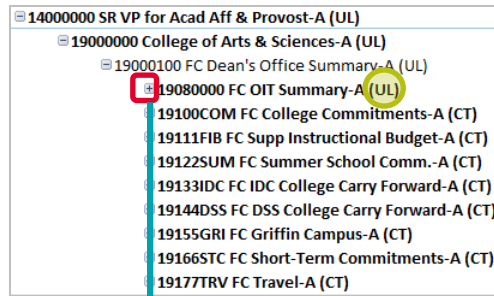 14000000 SR VP for Acad Aff & Provost-A (UL)
19000000 College of Arts & Sciences-A (UL)
19000100 FC Dean's Office Summary-A (UL)
19080000 FC OIT Summary-A (UL)
19100COM FC College Commitments-A (CT)
19111FIB FC Supp Instructional Budget-A (CT)
19122SUM FC Summer School Comm.-A (CT)
19133IDC FC IDC College Carry Forward-A (CT)
19144DSS FC DSS College Carry Forward-A (CT)
19155GRI FC Griffin Campus-A (CT)
19166STC FC Short-Term Commitments-A (CT)
19177TRV FC Travel-A (CT)